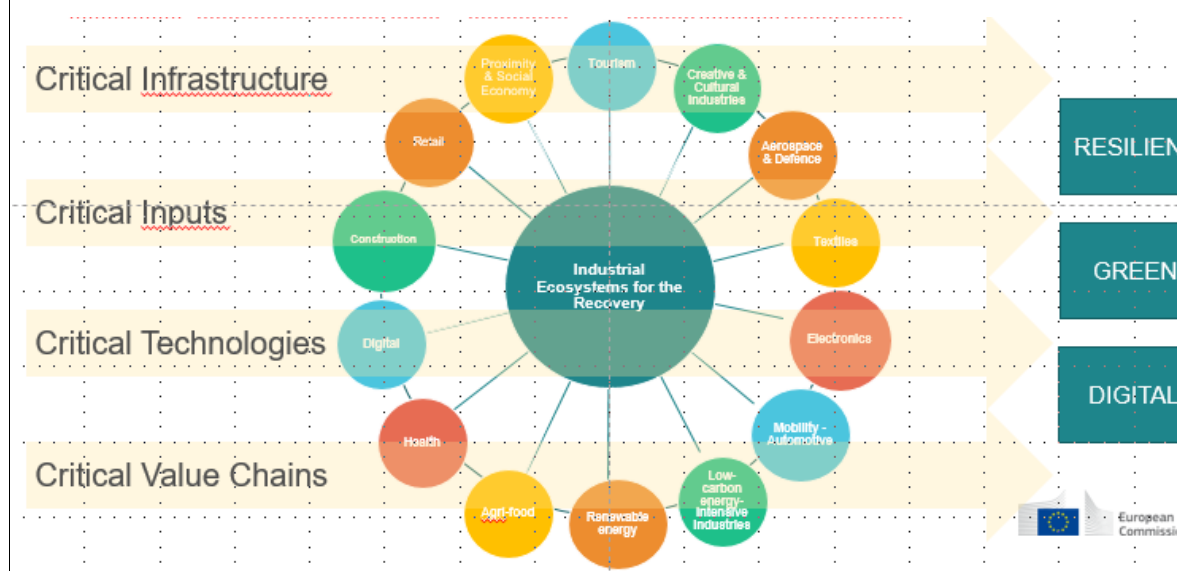 Critical Infrastructure
Critical Inputs
Critical Technologies
Critical Value Chains
Proximity
& Social
Economy
Tourism
Creative &
Cultural
Industries
Aerospace
& Defence
Textiles
Electronics
Mobility -
Automotive
Low-
carbon
energy-
Intensive
Industries
Renewable
energy
Agri-food
Health
Digital
Construction
Retail
Industrial
Ecosystems for the
Recovery
RESILIEN
GREEN
DIGITAL
European
Commissi